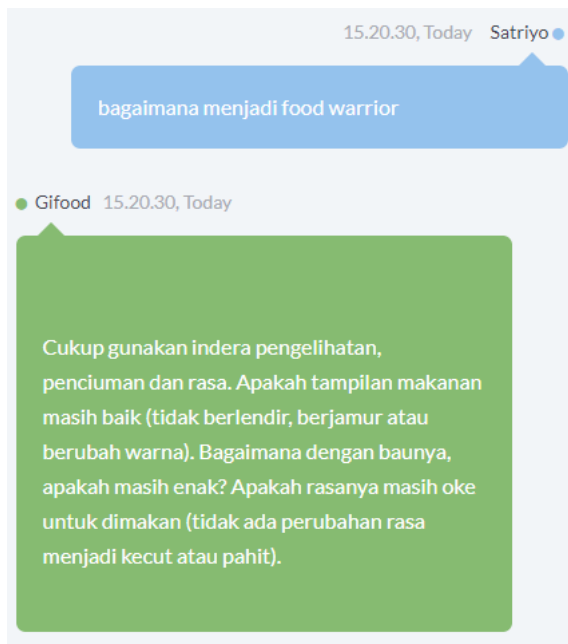 15.20.30, Today Satriyo
bagaimana menjadi food warrior
Gifood 15.20.30, Today
Cukup gunakan indera pengelihatan,
penciuman dan rasa. Apakah tampilan makanan
masih baik (tidak berlendir, berjamur atau
berubah warna). Bagaimana dengan baunya,
apakah masih enak? Apakah rasanya masih oke
untuk dimakan (tidak ada perubahan rasa
menjadi kecut atau pahit).